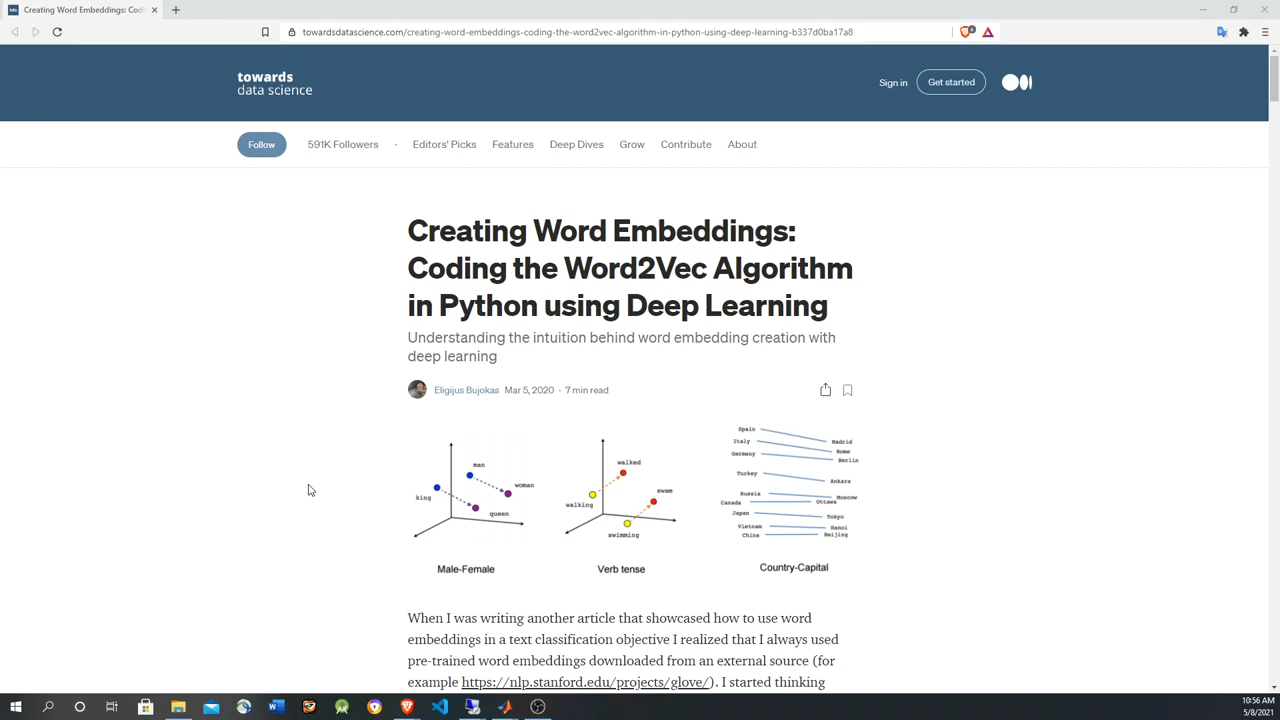 Creating Word Embeddings: Codi
towardsdatascience.com/creating-word-embeddings-coding-the-word2vec-algorithm-in-python-using-deep-learning-b337d0ba17a8
towards
data science
Sign in
Get started
Follow
591K Followers
·
Editors' Picks
Features
Deep Dives
Grow
Contribute
About
Creating Word Embeddings:
Coding the Word2Vec Algorithm
in Python using Deep Learning
Understanding the intuition behind word embedding creation with
deep learning
Eligijus Bujokas Mar 5, 2020 · 7 min read
man
woman
king
queen
Male-Female
walked
swam
walking
swimming
Verb tense
Spain
Madrid
Italy
Rome
Germany
Berlin
Turkey
Ankara
Russia
Moscow
Canada
Ottawa
Japan
Tokyo
Vietnam
Hanoi
China
Beijing
Country-Capital
When I was writing another article that showcased how to use word
embeddings in a text classification objective I realized that I always used
pre-trained word embeddings downloaded from an external source (for
example https://nlp.stanford.edu/projects/glove/). I started thinking
10:56 AM
5/8/2021